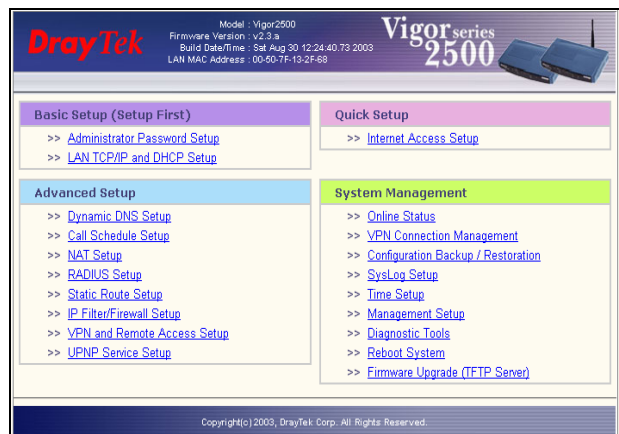 DrayTek
Model : Vigor2500
Firmware Version : v2.3.a
Build Date/Time : Sat Aug 30 12:24:40.73 2003
LAN MAC Address : 00-50-7F-13-2F-68
Vigor series
2500
Basic Setup (Setup First)
>> Administrator Password Setup
>> LAN TCP/IP and DHCP Setup
Quick Setup
>> Internet Access Setup
Advanced Setup
>> Dynamic DNS Setup
>> Call Schedule Setup
>> NAT Setup
>> RADIUS Setup
>> Static Route Setup
>> IP Filter/Firewall Setup
>> VPN and Remote Access Setup
>> UPNP Service Setup
System Management
>> Online Status
>> VPN Connection Management
>> Configuration Backup / Restoration
>> SysLog Setup
>> Time Setup
>> Management Setup
>> Diagnostic Tools
>> Reboot System
>> Firmware Upgrade (TFTP Server)
Copyright(c) 2003, DrayTek Corp. All Rights Reserved.